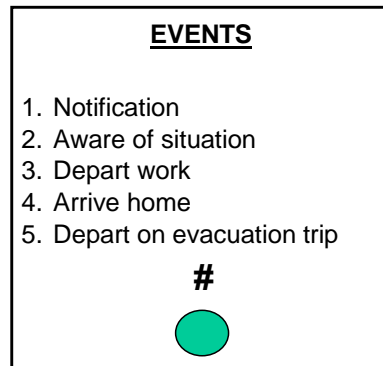 EVENTS
1. Notification
2. Aware of situation
3. Depart work
4. Arrive home
5. Depart on evacuation trip
#